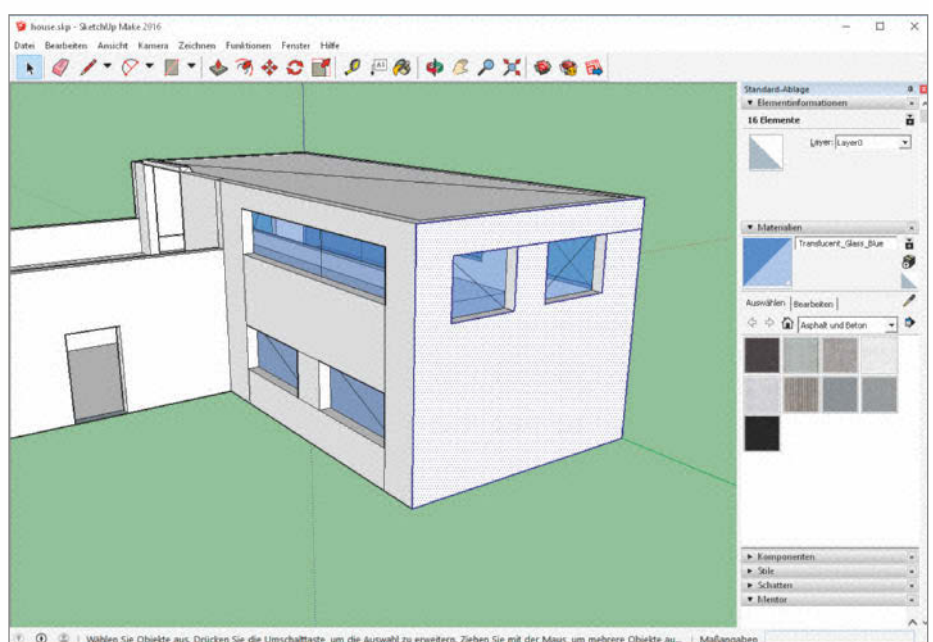 house.skp - SketchUp Make 2016
Datei Bearbeiten Ansicht Kamera Zeichnen Funktionen Fenster Hilfe
Standard-Ablage
Elementinformationen
16 Elemente
Layer: Layer0
Materialien
Translucent_Glass_Blue
Auswählen Bearbeiten
Asphalt und Beton
Komponenten
Stile
Schatten
Mentor
Wählen Sie Objekte aus. Drücken Sie die Umschalttaste, um die Auswahl zu erweitern. Ziehen Sie mit der Maus, um mehrere Objekte au... Maßangaben